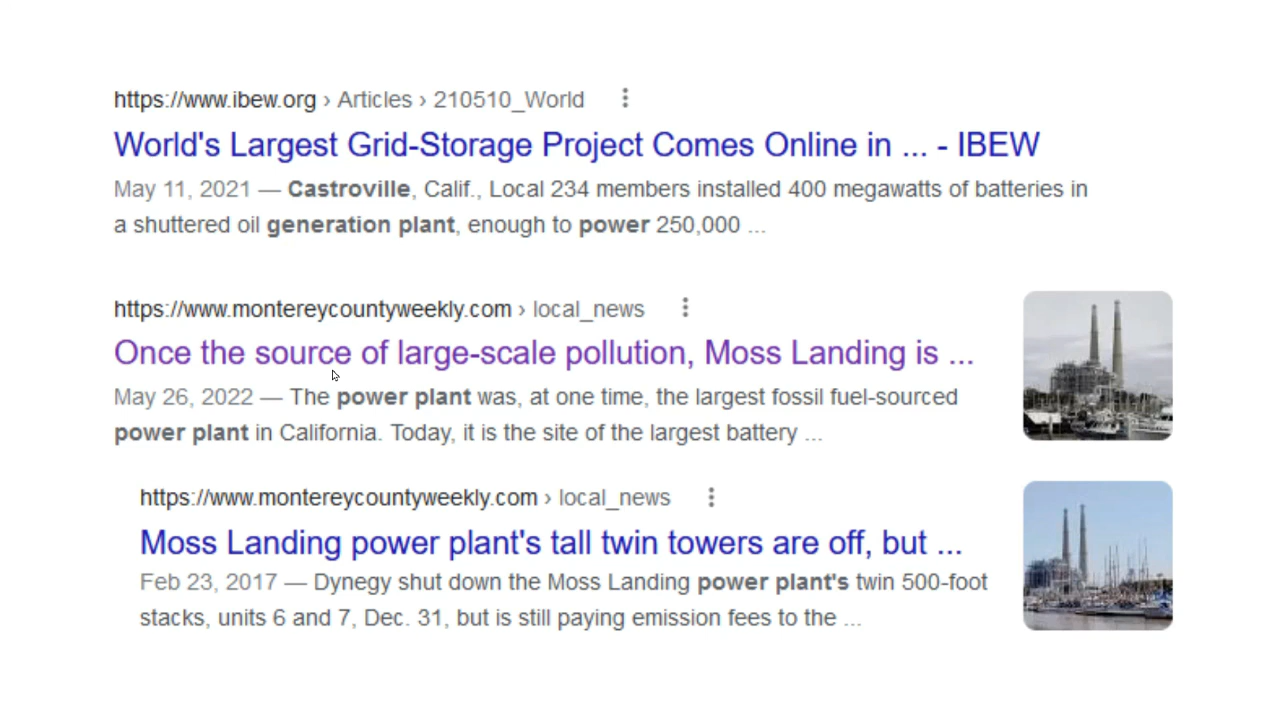 https://www.ibew.org › Articles › 210510_World
World's Largest Grid-Storage Project Comes Online in ... - IBEW
May 11, 2021 — Castroville, Calif., Local 234 members installed 400 megawatts of batteries in
a shuttered oil generation plant, enough to power 250,000 ...
https://www.montereycountyweekly.com › local_news
Once the source of large-scale pollution, Moss Landing is ...
May 26, 2022 — The power plant was, at one time, the largest fossil fuel-sourced
power plant in California. Today, it is the site of the largest battery ...
https://www.montereycountyweekly.com › local_news
Moss Landing power plant's tall twin towers are off, but ...
Feb 23, 2017 — Dynegy shut down the Moss Landing power plant's twin 500-foot
stacks, units 6 and 7, Dec. 31, but is still paying emission fees to the ...